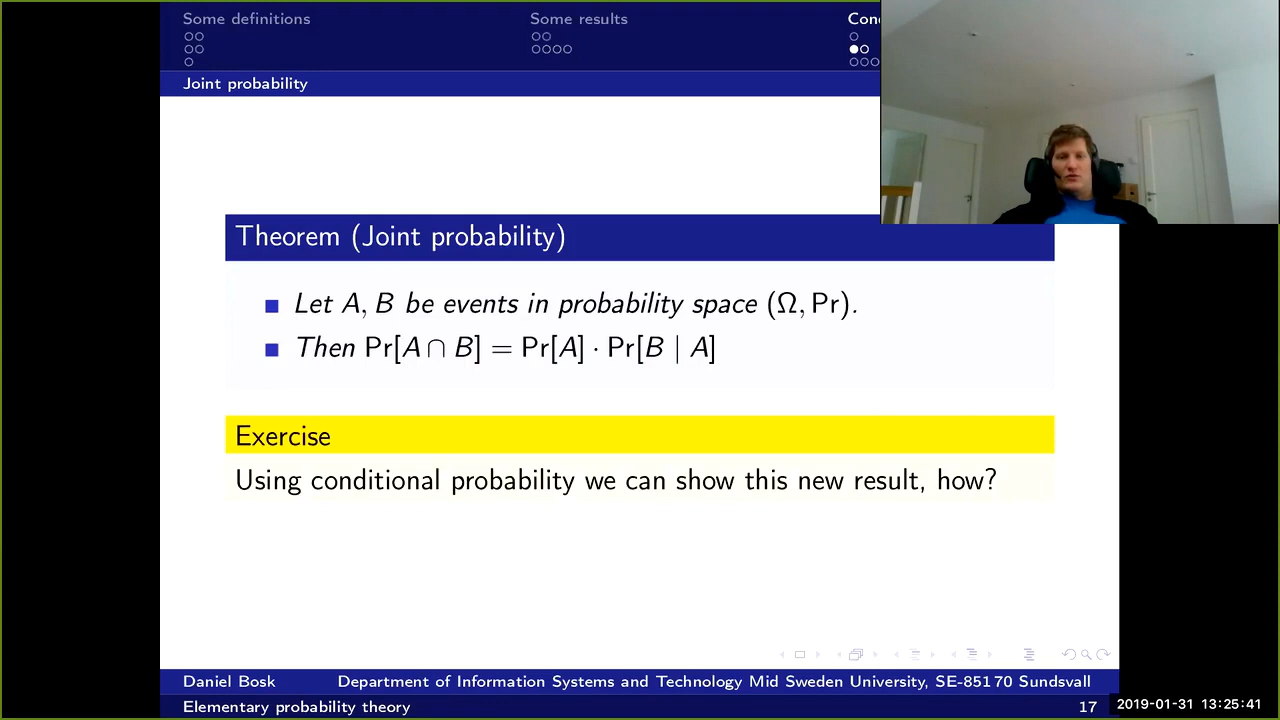 Some definitions
Some results
Joint probability
Theorem (Joint probability)
Let A, B be events in probability space (Ω, Pr).
Then Pr[A ∩ B] = Pr[A] · Pr[B | A]
Exercise
Using conditional probability we can show this new result, how?
Daniel Bosk
Department of Information Systems and Technology Mid Sweden University, SE-851 70 Sundsvall
Elementary probability theory
17
2019-01-31 13:25:41